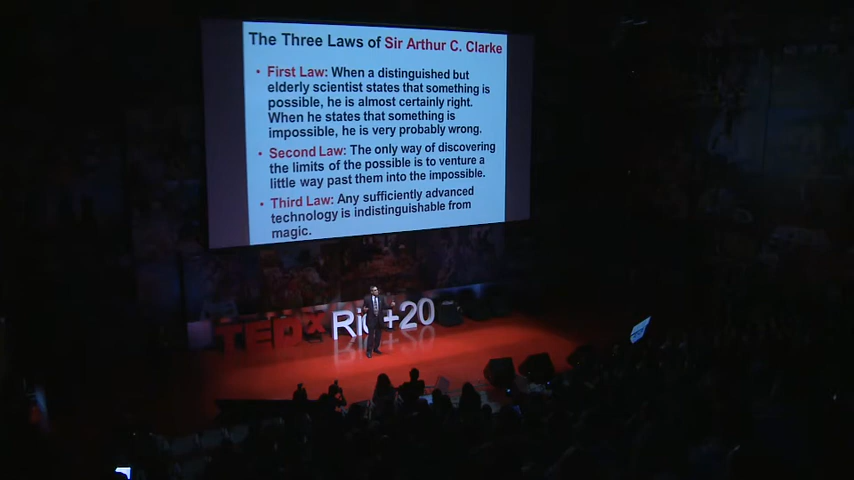 The Three Laws of Sir Arthur C. Clarke
• First Law: When a distinguished but
elderly scientist states that something is
possible, he is almost certainly right.
When he states that something is
impossible, he is very probably wrong.
• Second Law: The only way of discovering
the limits of the possible is to venture a
little way past them into the impossible.
• Third Law: Any sufficiently advanced
technology is indistinguishable from
magic.
TEDx Rio+20